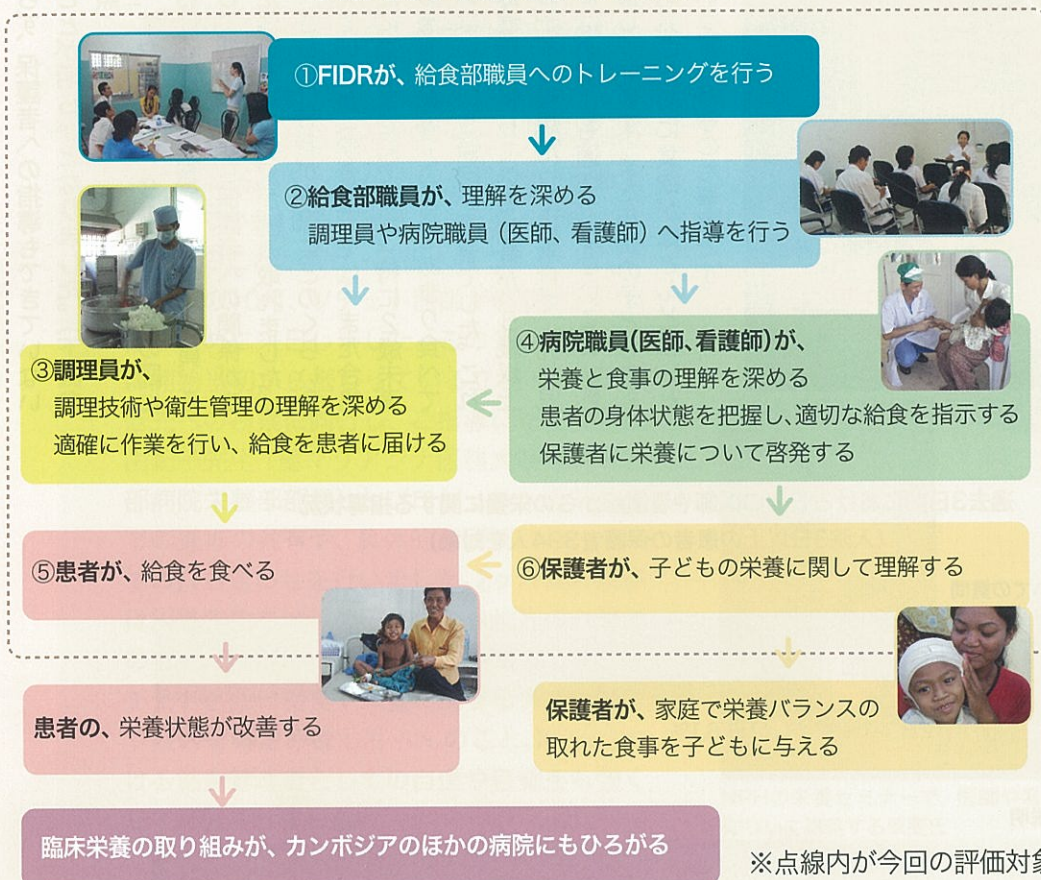 ①FIDRが、給食部職員へのトレーニングを行う
②給食部職員が、理解を深める
調理員や病院職員（医師、看護師）へ指導を行う
③調理員が、
調理技術や衛生管理の理解を深める
適確に作業を行い、給食を患者に届ける
④病院職員(医師、看護師)が、
栄養と食事の理解を深める
患者の身体状態を把握し、適切な給食を指示する
保護者に栄養について啓発する
⑤患者が、給食を食べる
⑥保護者が、子どもの栄養に関して理解する
患者の、栄養状態が改善する
保護者が、家庭で栄養バランスの
取れた食事を子どもに与える
臨床栄養の取り組みが、カンボジアのほかの病院にもひろがる
※点線内が今回の評価対象